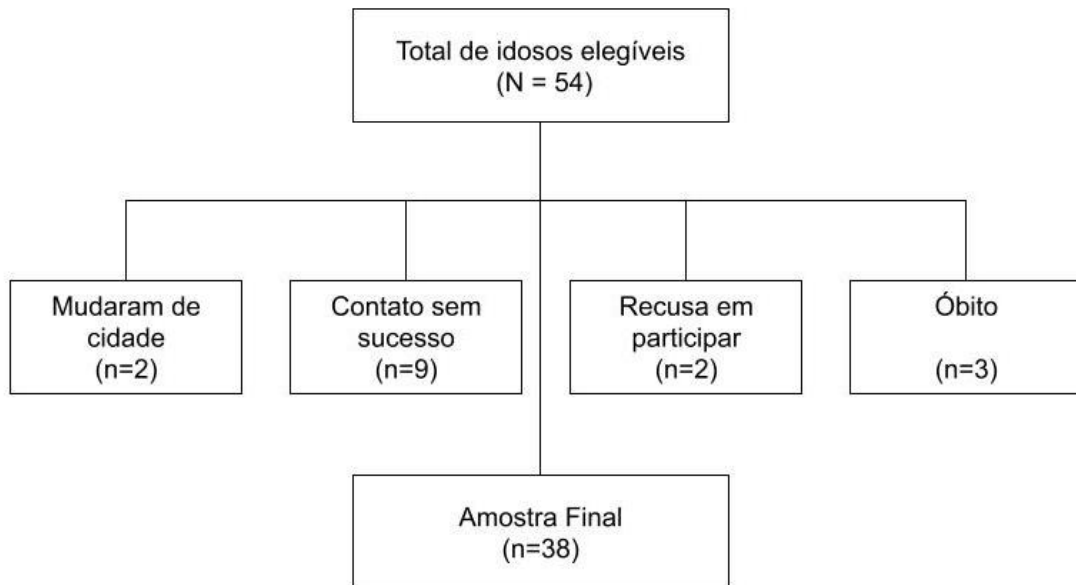 Total de idosos elegíveis
(N = 54)
Mudaram de
cidade
(n=2)
Contato sem
sucesso
(n=9)
Recusa em
participar
(n=2)
Óbito
(n=3)
Amostra Final
(n=38)